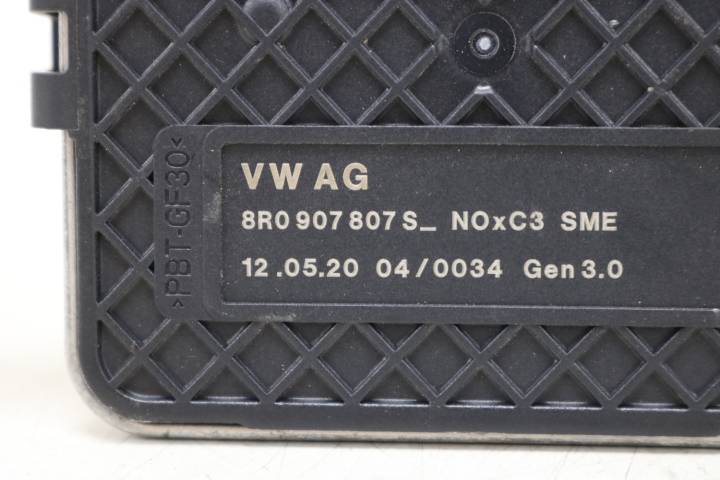 VW AG
8R0 907 807 S_ NOxC3 SME
12.05.20 04/0034 Gen 3.0
>PBT-GF30<